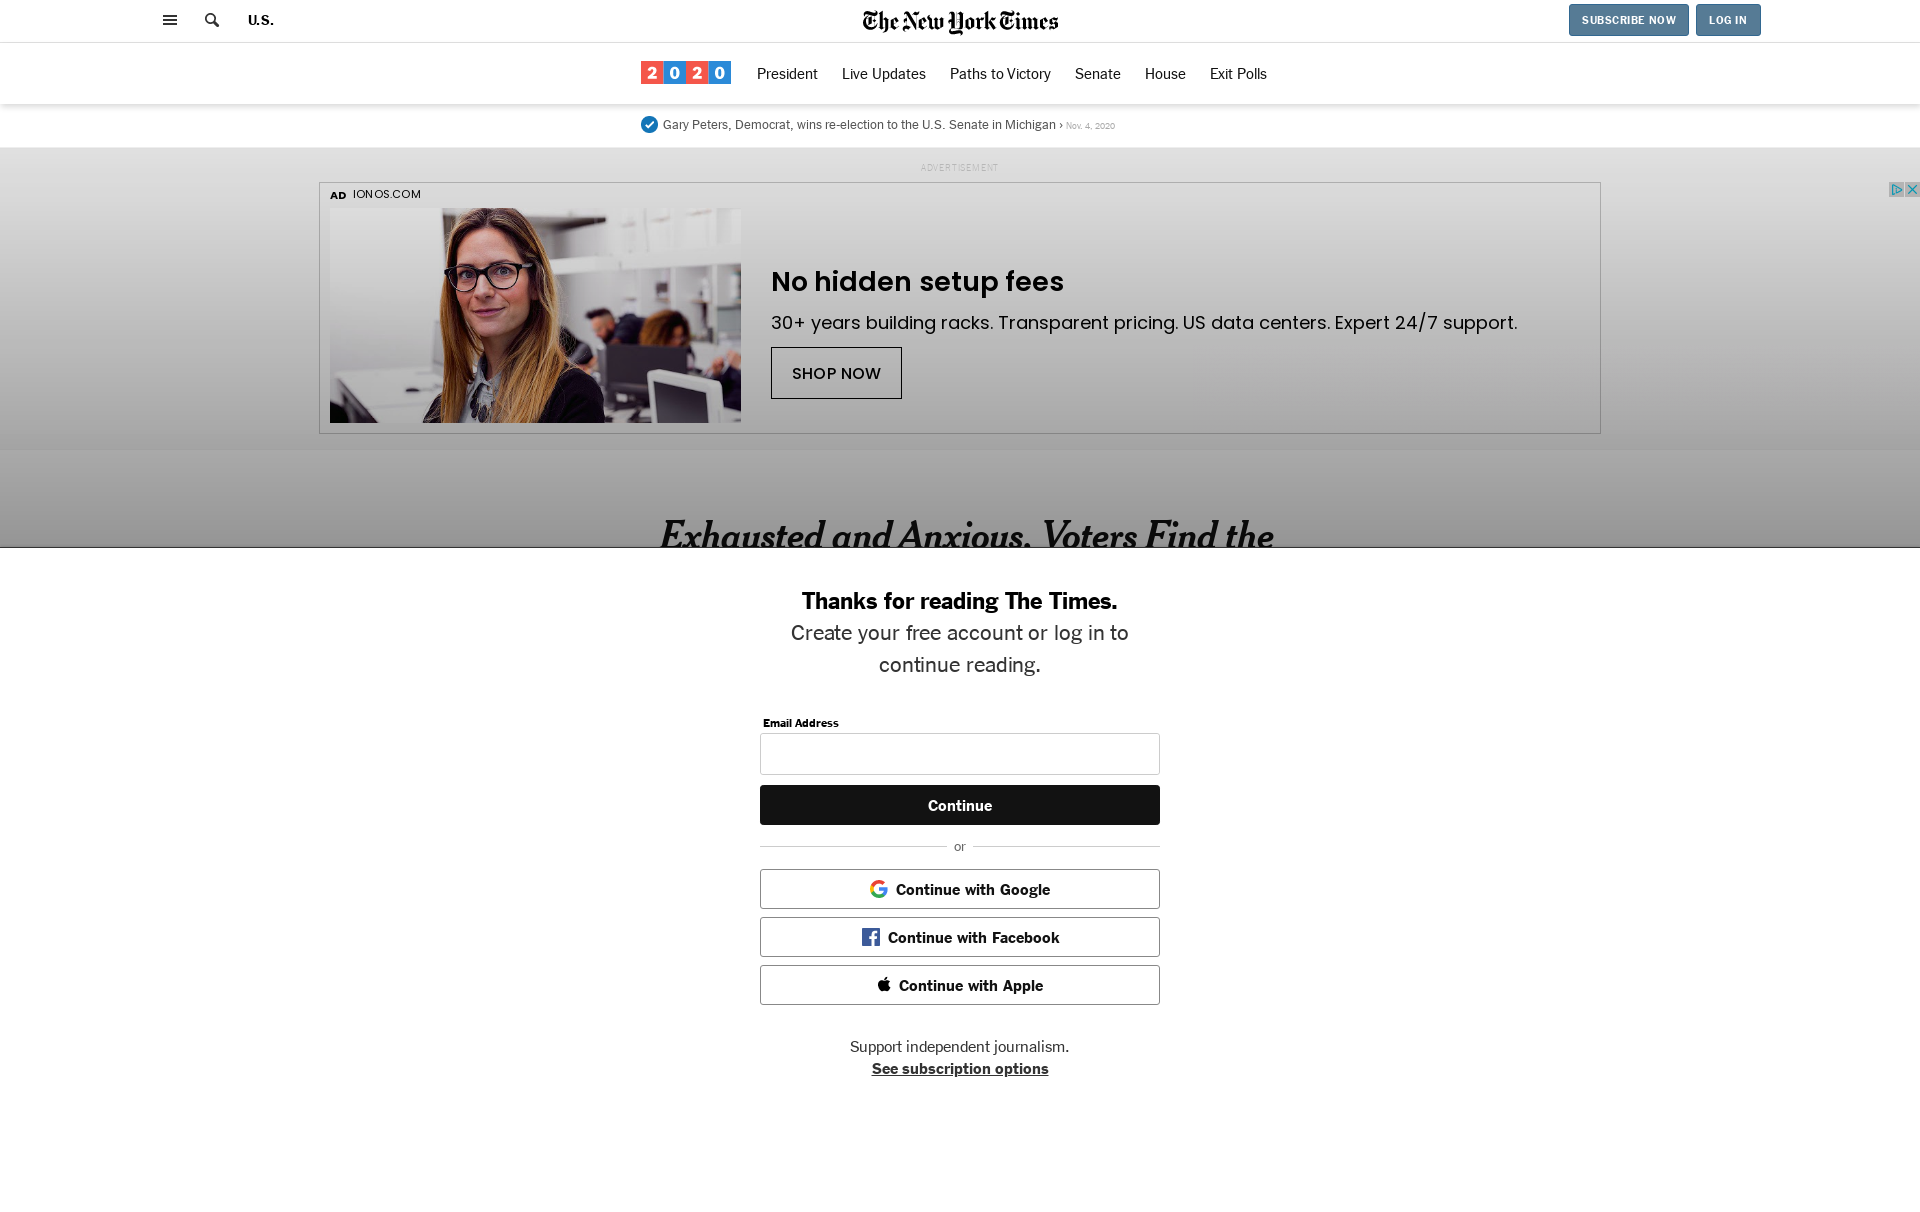 U.S.
The New York Times
SUBSCRIBE NOW
LOG IN
2020
President
Live Updates
Paths to Victory
Senate
House
Exit Polls
Gary Peters, Democrat, wins re-election to the U.S. Senate in Michigan › Nov. 4, 2020
ADVERTISEMENT
AD IONOS.COM
No hidden setup fees
30+ years building racks. Transparent pricing. US data centers. Expert 24/7 support.
SHOP NOW
Exhausted and Anxious, Voters Find the
Thanks for reading The Times.
Create your free account or log in to
continue reading.
Email Address
Continue
or
Continue with Google
Continue with Facebook
Continue with Apple
Support independent journalism.
See subscription options